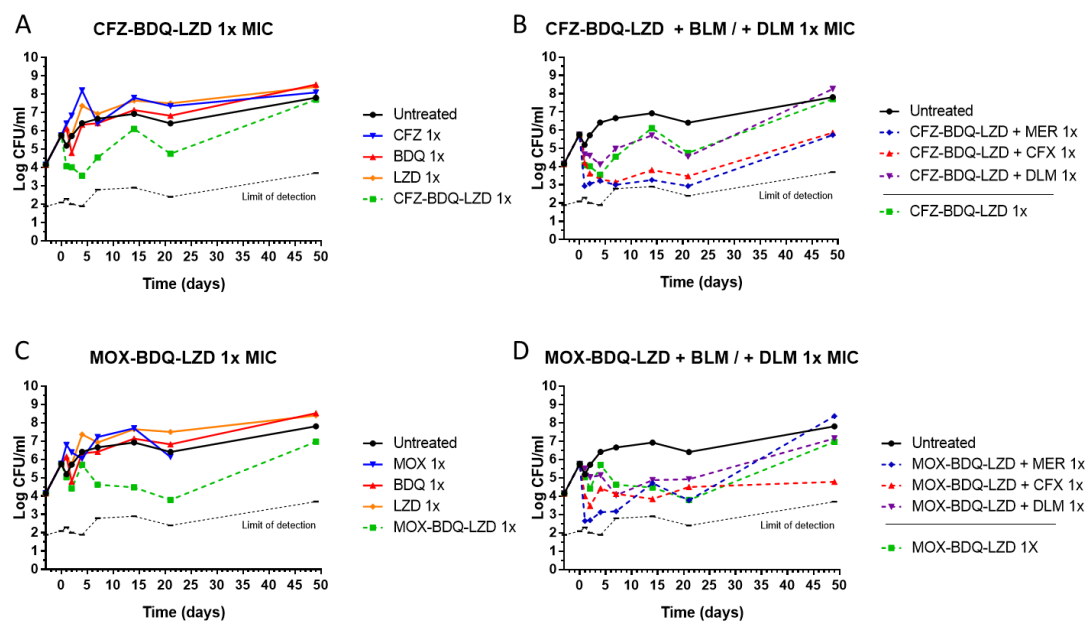 A
CFZ-BDQ-LZD 1x MIC
Log CFU/ml
10
9
8
7
6
5
4
3
2
1
0
0 5 10 15 20 25 30 35 40 45 50
Time (days)
Limit of detection
Untreated
CFZ 1x
BDQ 1x
LZD 1x
CFZ-BDQ-LZD 1x
B
CFZ-BDQ-LZD + BLM / + DLM 1x MIC
Log CFU/ml
10
9
8
7
6
5
4
3
2
1
0
0 5 10 15 20 25 30 35 40 45 50
Time (days)
Limit of detection
Untreated
CFZ-BDQ-LZD + MER 1x
CFZ-BDQ-LZD + CFX 1x
CFZ-BDQ-LZD + DLM 1x
CFZ-BDQ-LZD 1x
C
MOX-BDQ-LZD 1x MIC
Log CFU/ml
10
9
8
7
6
5
4
3
2
1
0
0 5 10 15 20 25 30 35 40 45 50
Time (days)
Limit of detection
Untreated
MOX 1x
BDQ 1x
LZD 1x
MOX-BDQ-LZD 1x
D
MOX-BDQ-LZD + BLM / + DLM 1x MIC
Log CFU/ml
10
9
8
7
6
5
4
3
2
1
0
0 5 10 15 20 25 30 35 40 45 50
Time (days)
Limit of detection
Untreated
MOX-BDQ-LZD + MER 1x
MOX-BDQ-LZD + CFX 1x
MOX-BDQ-LZD + DLM 1x
MOX-BDQ-LZD 1X